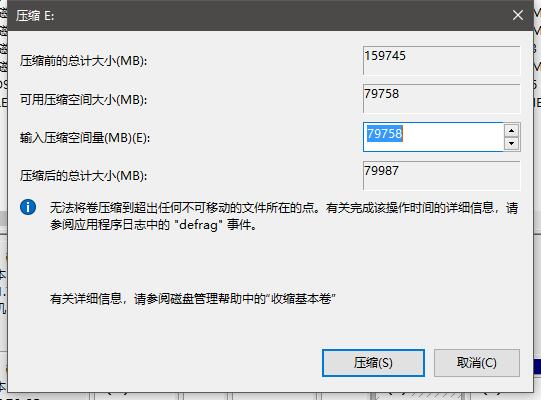 压缩 E:
压缩前的总计大小(MB):
159745
可用压缩空间大小(MB):
79758
输入压缩空间量(MB)(E):
79758
压缩后的总计大小(MB):
79987
无法将卷压缩到超出任何不可移动的文件所在的点。有关完成该操作时间的详细信息，请
参阅应用程序日志中的 "defrag" 事件。
有关详细信息，请参阅磁盘管理帮助中的“收缩基本卷”
压缩(S)
取消(C)